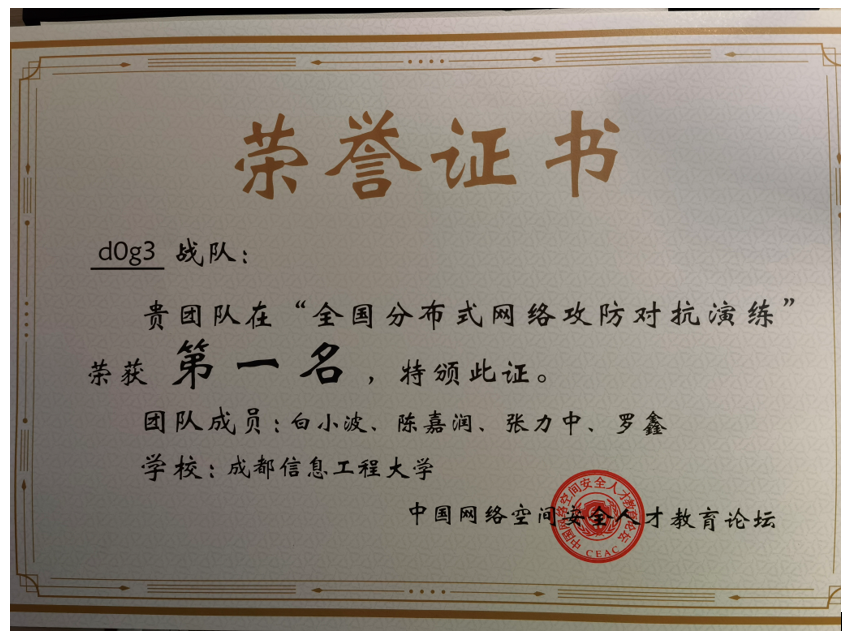 荣誉证书
d0g3 战队：
贵团队在“全国分布式网络攻防对抗演练”
荣获 第一名，特颁此证。
团队成员：白小波、陈嘉润、张力中、罗鑫
学校：成都信息工程大学
中国网络空间安全人才教育论坛
中国网络空间安全人才教育论坛
CEAC